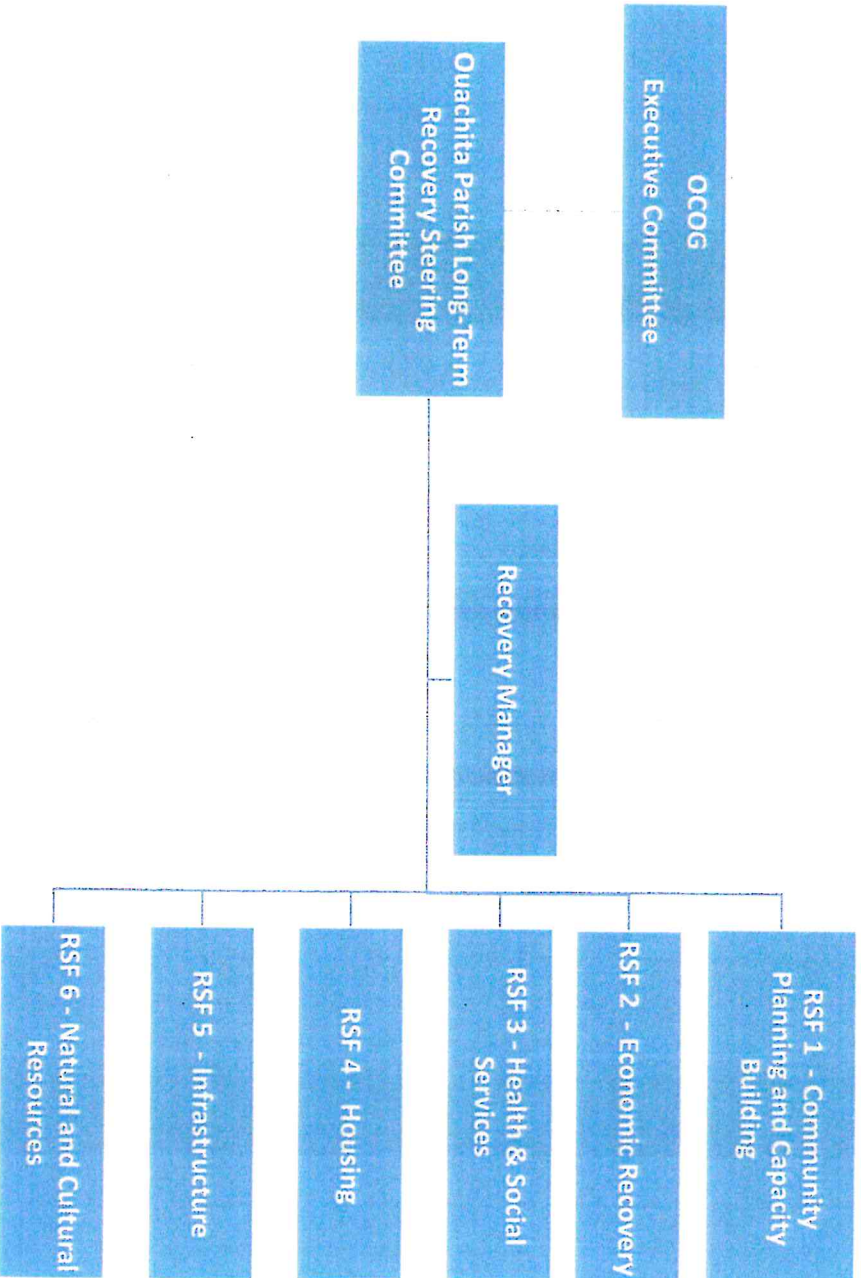 OCOG
Executive Committee
Ouachita Parish Long-Term
Recovery Steering
Committee
Recovery Manager
RSF 1 - Community
Planning and Capacity
Building
RSF 2 - Economic Recovery
RSF 3 - Health & Social
Services
RSF 4 - Housing
RSF 5 - Infrastructure
RSF 6 - Natural and Cultural
Resources